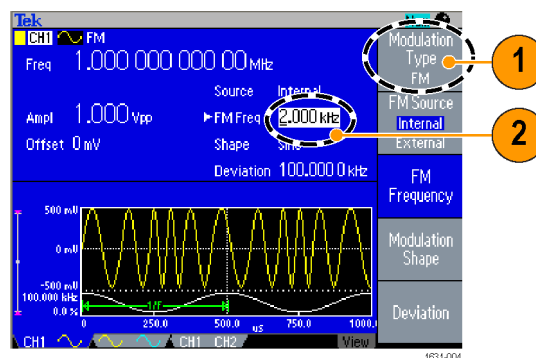 Tek
CH1 FM
Freq 1.000 000 000 00 MHz
Source Internal
Ampl 1.000 Vpp
FM Freq 2.000 kHz
Offset 0 mV
Shape Sine
Deviation 100.000 0 kHz
Modulation
Type
FM
1
FM Source
Internal
External
2
FM
Frequency
Modulation
Shape
Deviation
500 mV
0 mV
-500 mV
100.000 kHz
0.0 %
1/F
0 250.0 500.0 us 750.0 1000.
CH1 CH1 CH2 View
1631-004